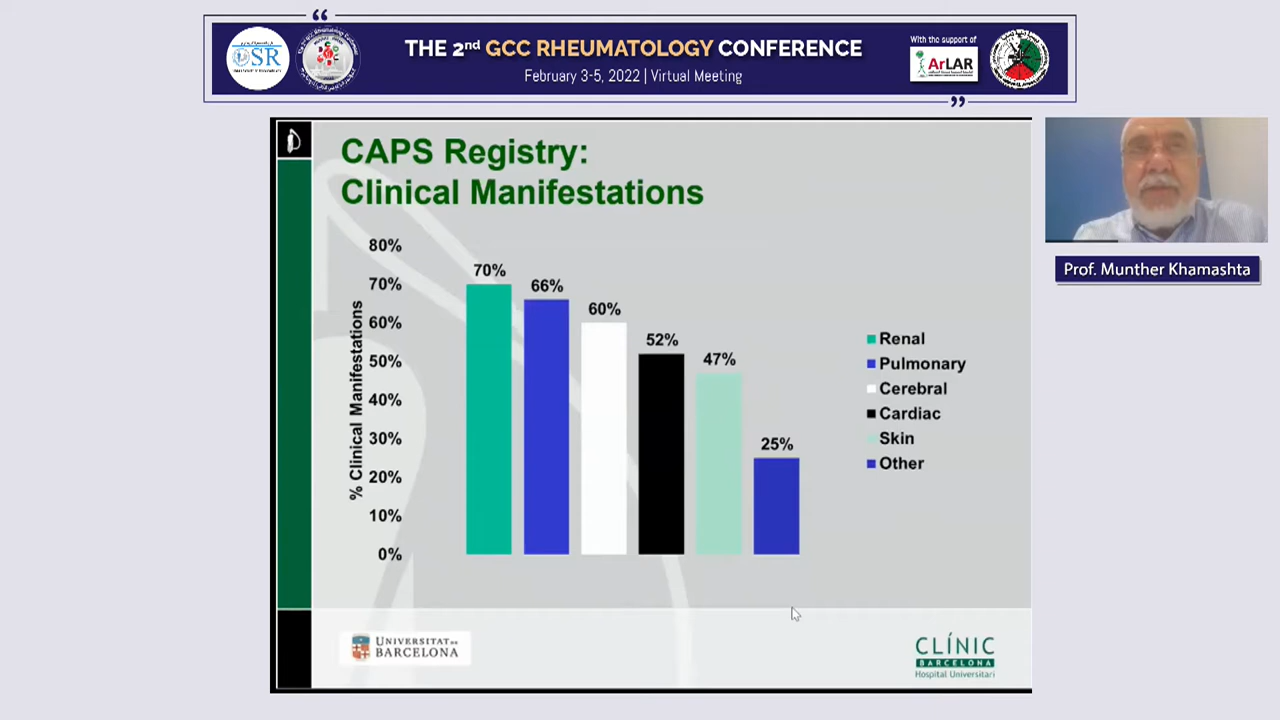 “
THE 2nd GCC RHEUMATOLOGY CONFERENCE
February 3-5, 2022 | Virtual Meeting
With the support of
OSR
ArLAR
”
CAPS Registry:
Clinical Manifestations
Prof. Munther Khamashta
% Clinical Manifestations
80%
70%
60%
50%
40%
30%
20%
10%
0%
70%
66%
60%
52%
47%
25%
Renal
Pulmonary
Cerebral
Cardiac
Skin
Other
UNIVERSITAT DE
BARCELONA
CLÍNIC
BARCELONA
Hospital Universitari